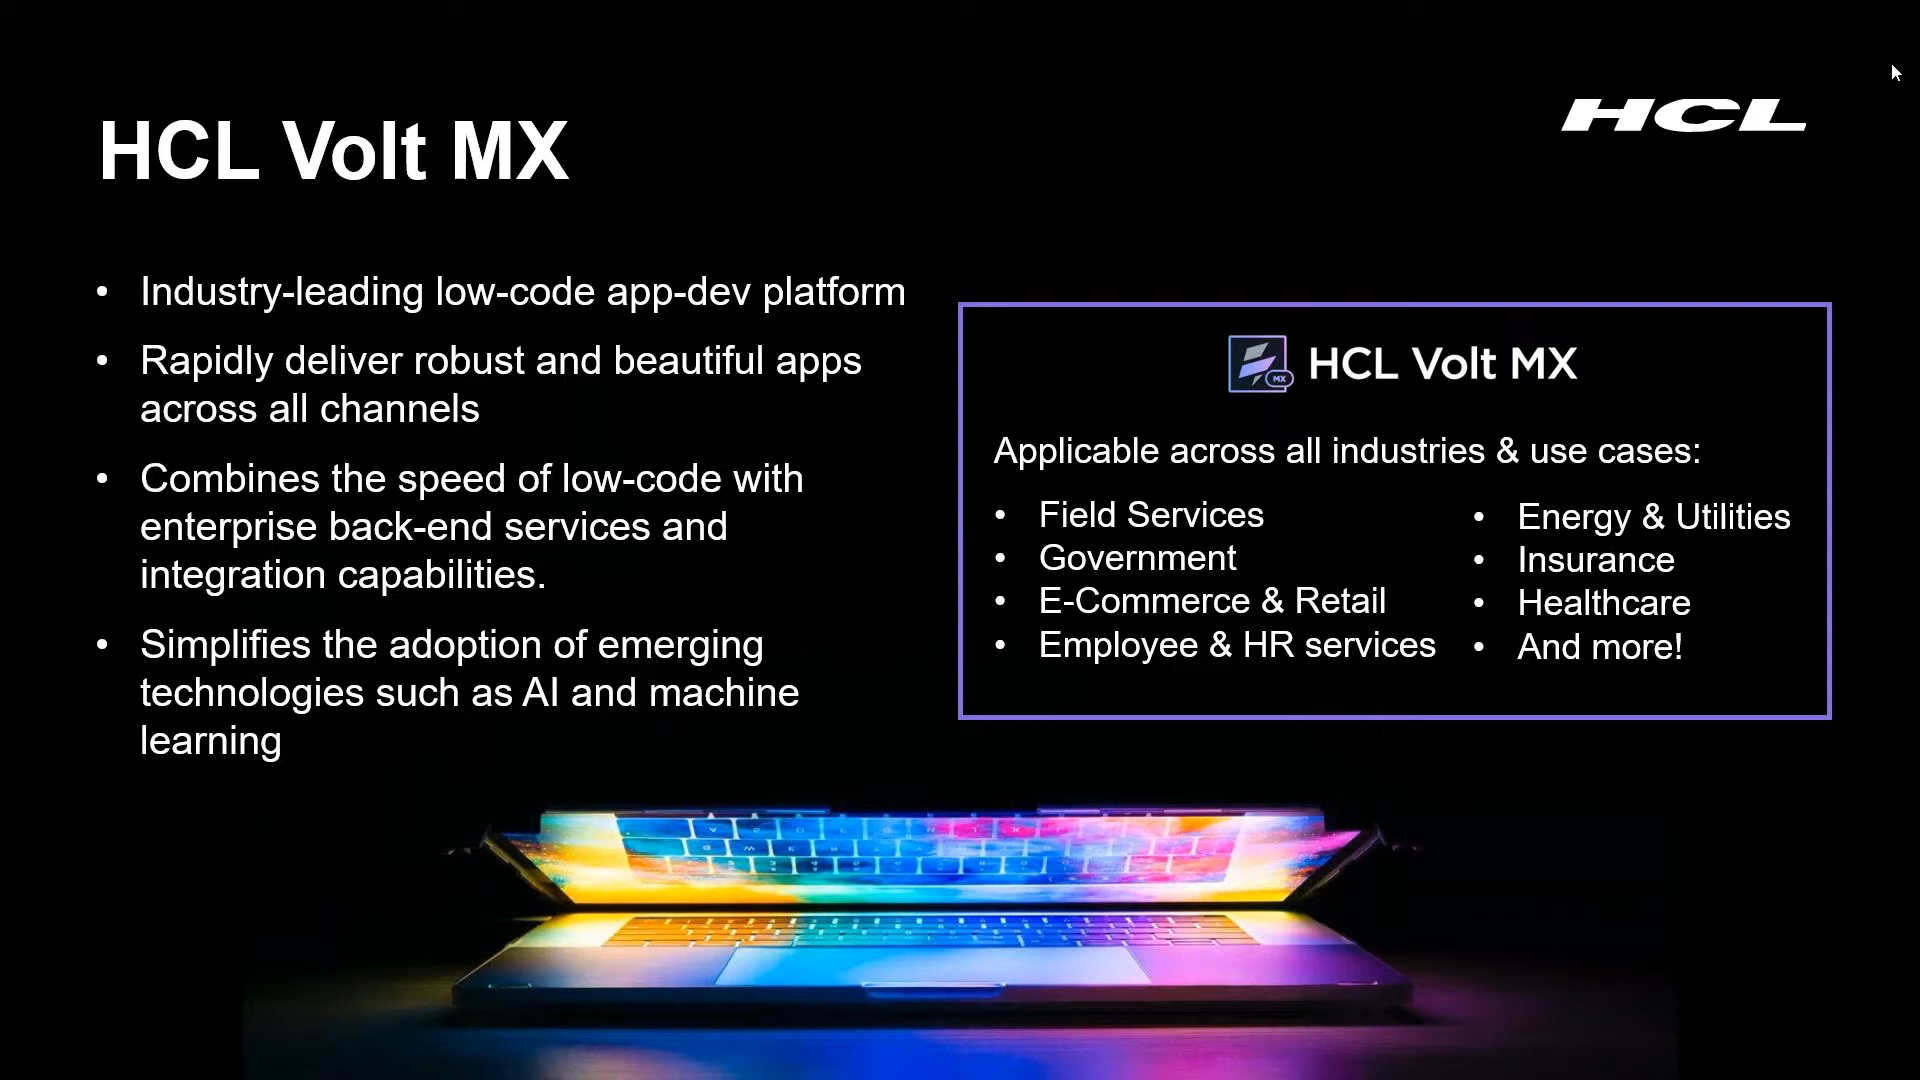 HCL
HCL Volt MX
• Industry-leading low-code app-dev platform
• Rapidly deliver robust and beautiful apps
across all channels
• Combines the speed of low-code with
enterprise back-end services and
integration capabilities.
• Simplifies the adoption of emerging
technologies such as AI and machine
learning
MX
HCL Volt MX
Applicable across all industries & use cases:
• Field Services
• Government
• E-Commerce & Retail
• Employee & HR services
• Energy & Utilities
• Insurance
• Healthcare
• And more!